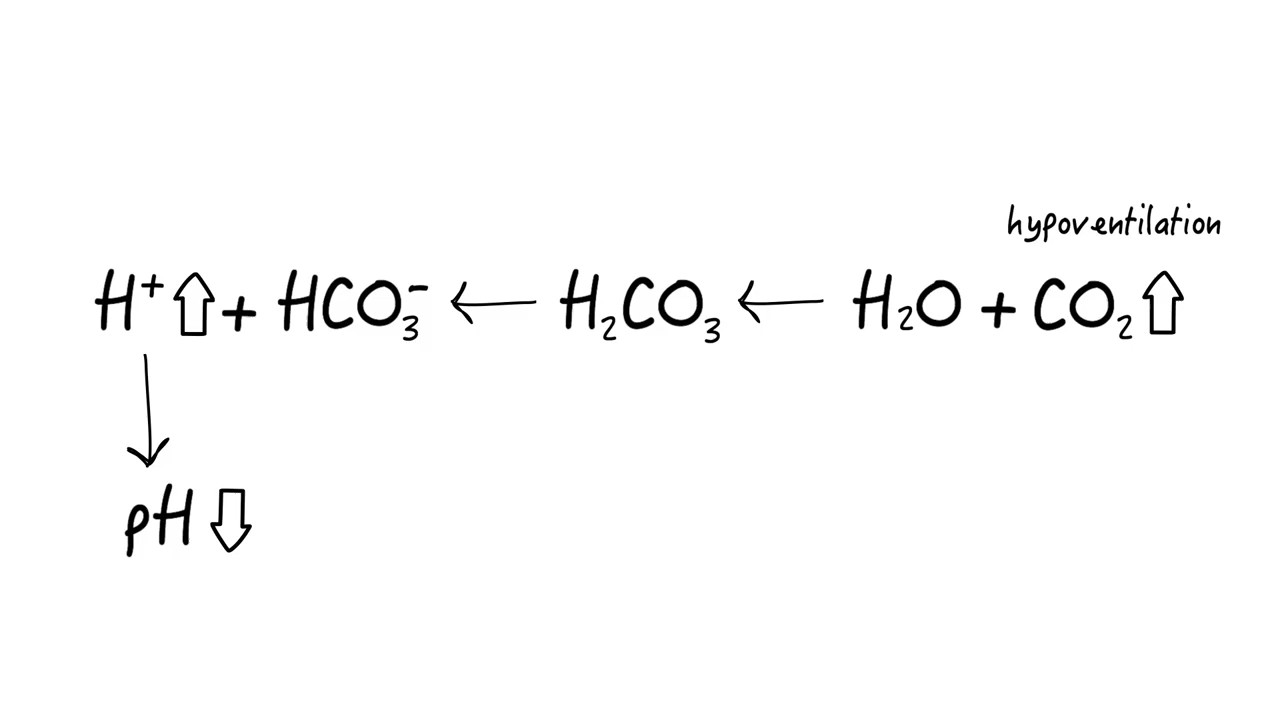 hypoventilation
H⁺ ⇧ + HCO₃⁻ ← H₂CO₃ ← H₂O + CO₂ ⇧
↓
pH ⇩